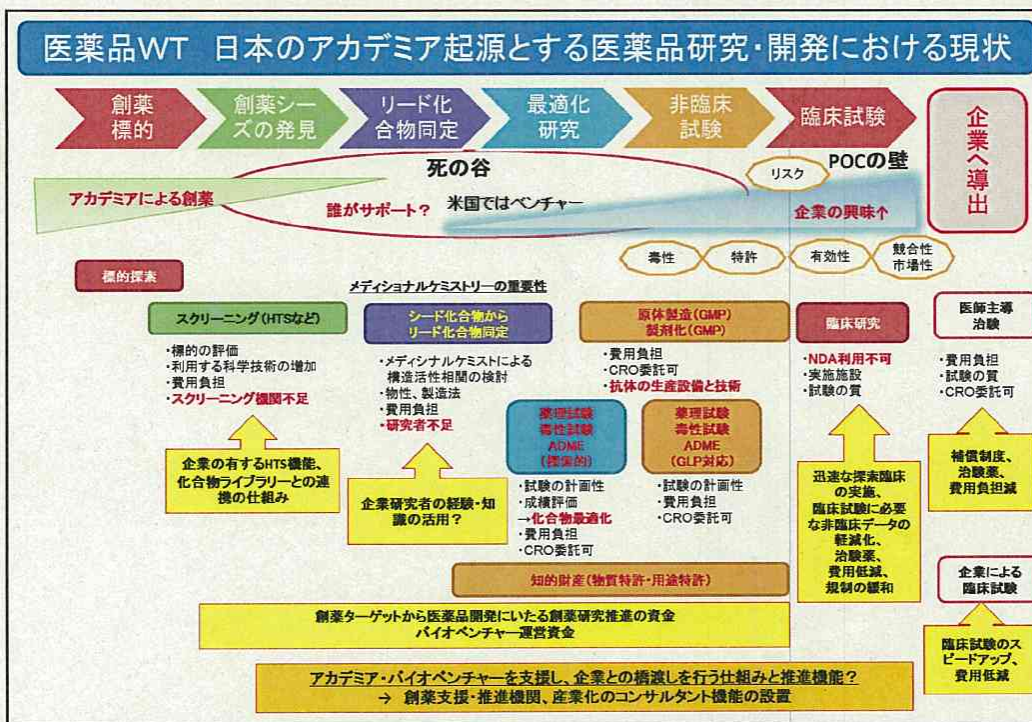 医薬品WT 日本のアカデミア起源とする医薬品研究・開発における現状
創薬
標的
創薬シー
ズの発見
リード化
合物同定
最適化
研究
非臨床
試験
臨床試験
企業へ導出
死の谷
リスク
POCの壁
アカデミアによる創薬
誰がサポート?
米国ではベンチャー
企業の興味↑
毒性
特許
有効性
競合性
市場性
標的探索
メディショナルケミストリーの重要性
スクリーニング(HTSなど)
・標的の評価
・利用する科学技術の増加
・費用負担
・スクリーニング機関不足
企業の有するHTS機能、
化合物ライブラリーとの連
携の仕組み
シード化合物から
リード化合物同定
・メディシナルケミストによる
構造活性相関の検討
・物性、製造法
・費用負担
・研究者不足
企業研究者の経験・知
識の活用?
原体製造(GMP)
製剤化(GMP)
・費用負担
・CRO委託可
・抗体の生産設備と技術
薬理試験
毒性試験
ADME
(探索的)
・試験の計画性
・成績評価
→化合物最適化
・費用負担
・CRO委託可
薬理試験
毒性試験
ADME
(GLP対応)
・試験の計画性
・費用負担
・CRO委託可
臨床研究
・NDA利用不可
・実施施設
・試験の質
迅速な探索臨床
の実施、
臨床試験に必要
な非臨床データの
軽減化、
治験薬、
費用低減、
規制の緩和
医師主導
治験
・費用負担
・試験の質
・CRO委託可
補償制度、
治験薬、
費用負担減
企業による
臨床試験
臨床試験のス
ピードアップ、
費用低減
知的財産(物質特許・用途特許)
創薬ターゲットから医薬品開発にいたる創薬研究推進の資金
バイオベンチャー運営資金
アカデミア・バイオベンチャーを支援し、企業との橋渡しを行う仕組みと推進機能?
→ 創薬支援・推進機関、産業化のコンサルタント機能の設置